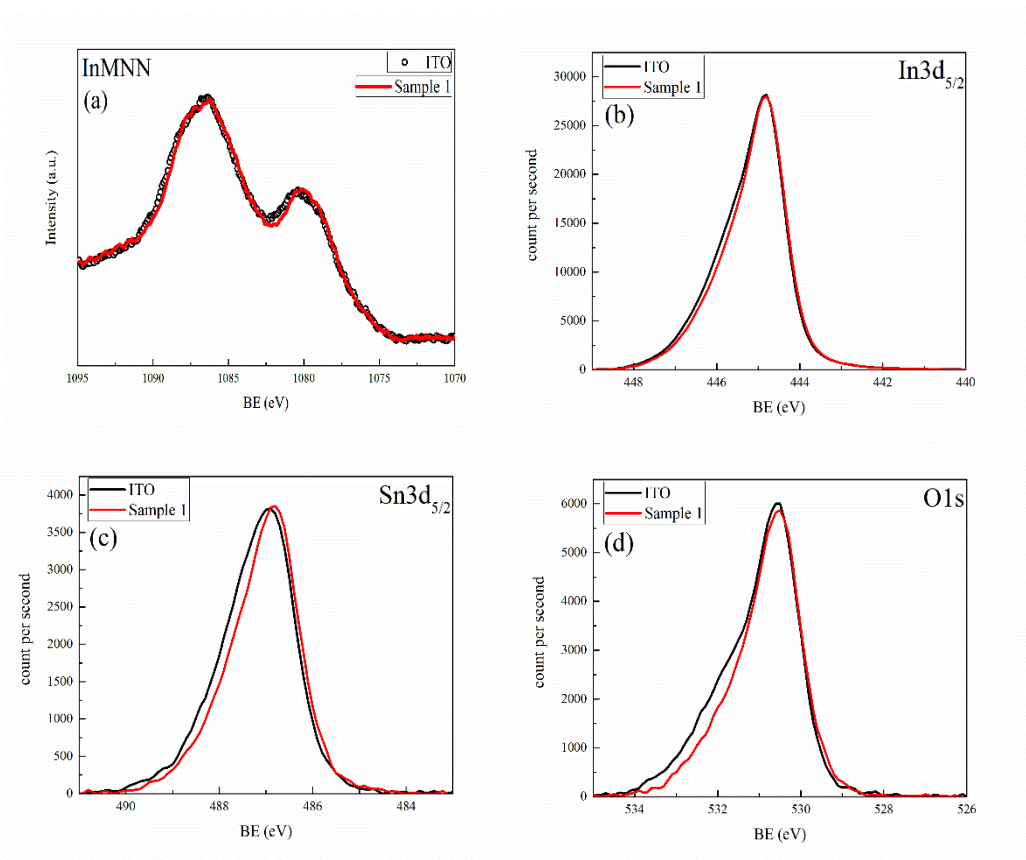 InMNN
ITO
Sample 1
(a)
Intensity (a.u.)
1095
1090
1085
1080
1075
1070
BE (eV)
ITO
Sample 1
In3d5/2
(b)
count per second
30000
25000
20000
15000
10000
5000
0
448
446
444
442
440
BE (eV)
ITO
Sample 1
Sn3d5/2
(c)
count per second
4000
3500
3000
2500
2000
1500
1000
500
0
490
488
486
484
BE (eV)
ITO
Sample 1
O1s
(d)
count per second
6000
5000
4000
3000
2000
1000
0
534
532
530
528
526
BE (eV)